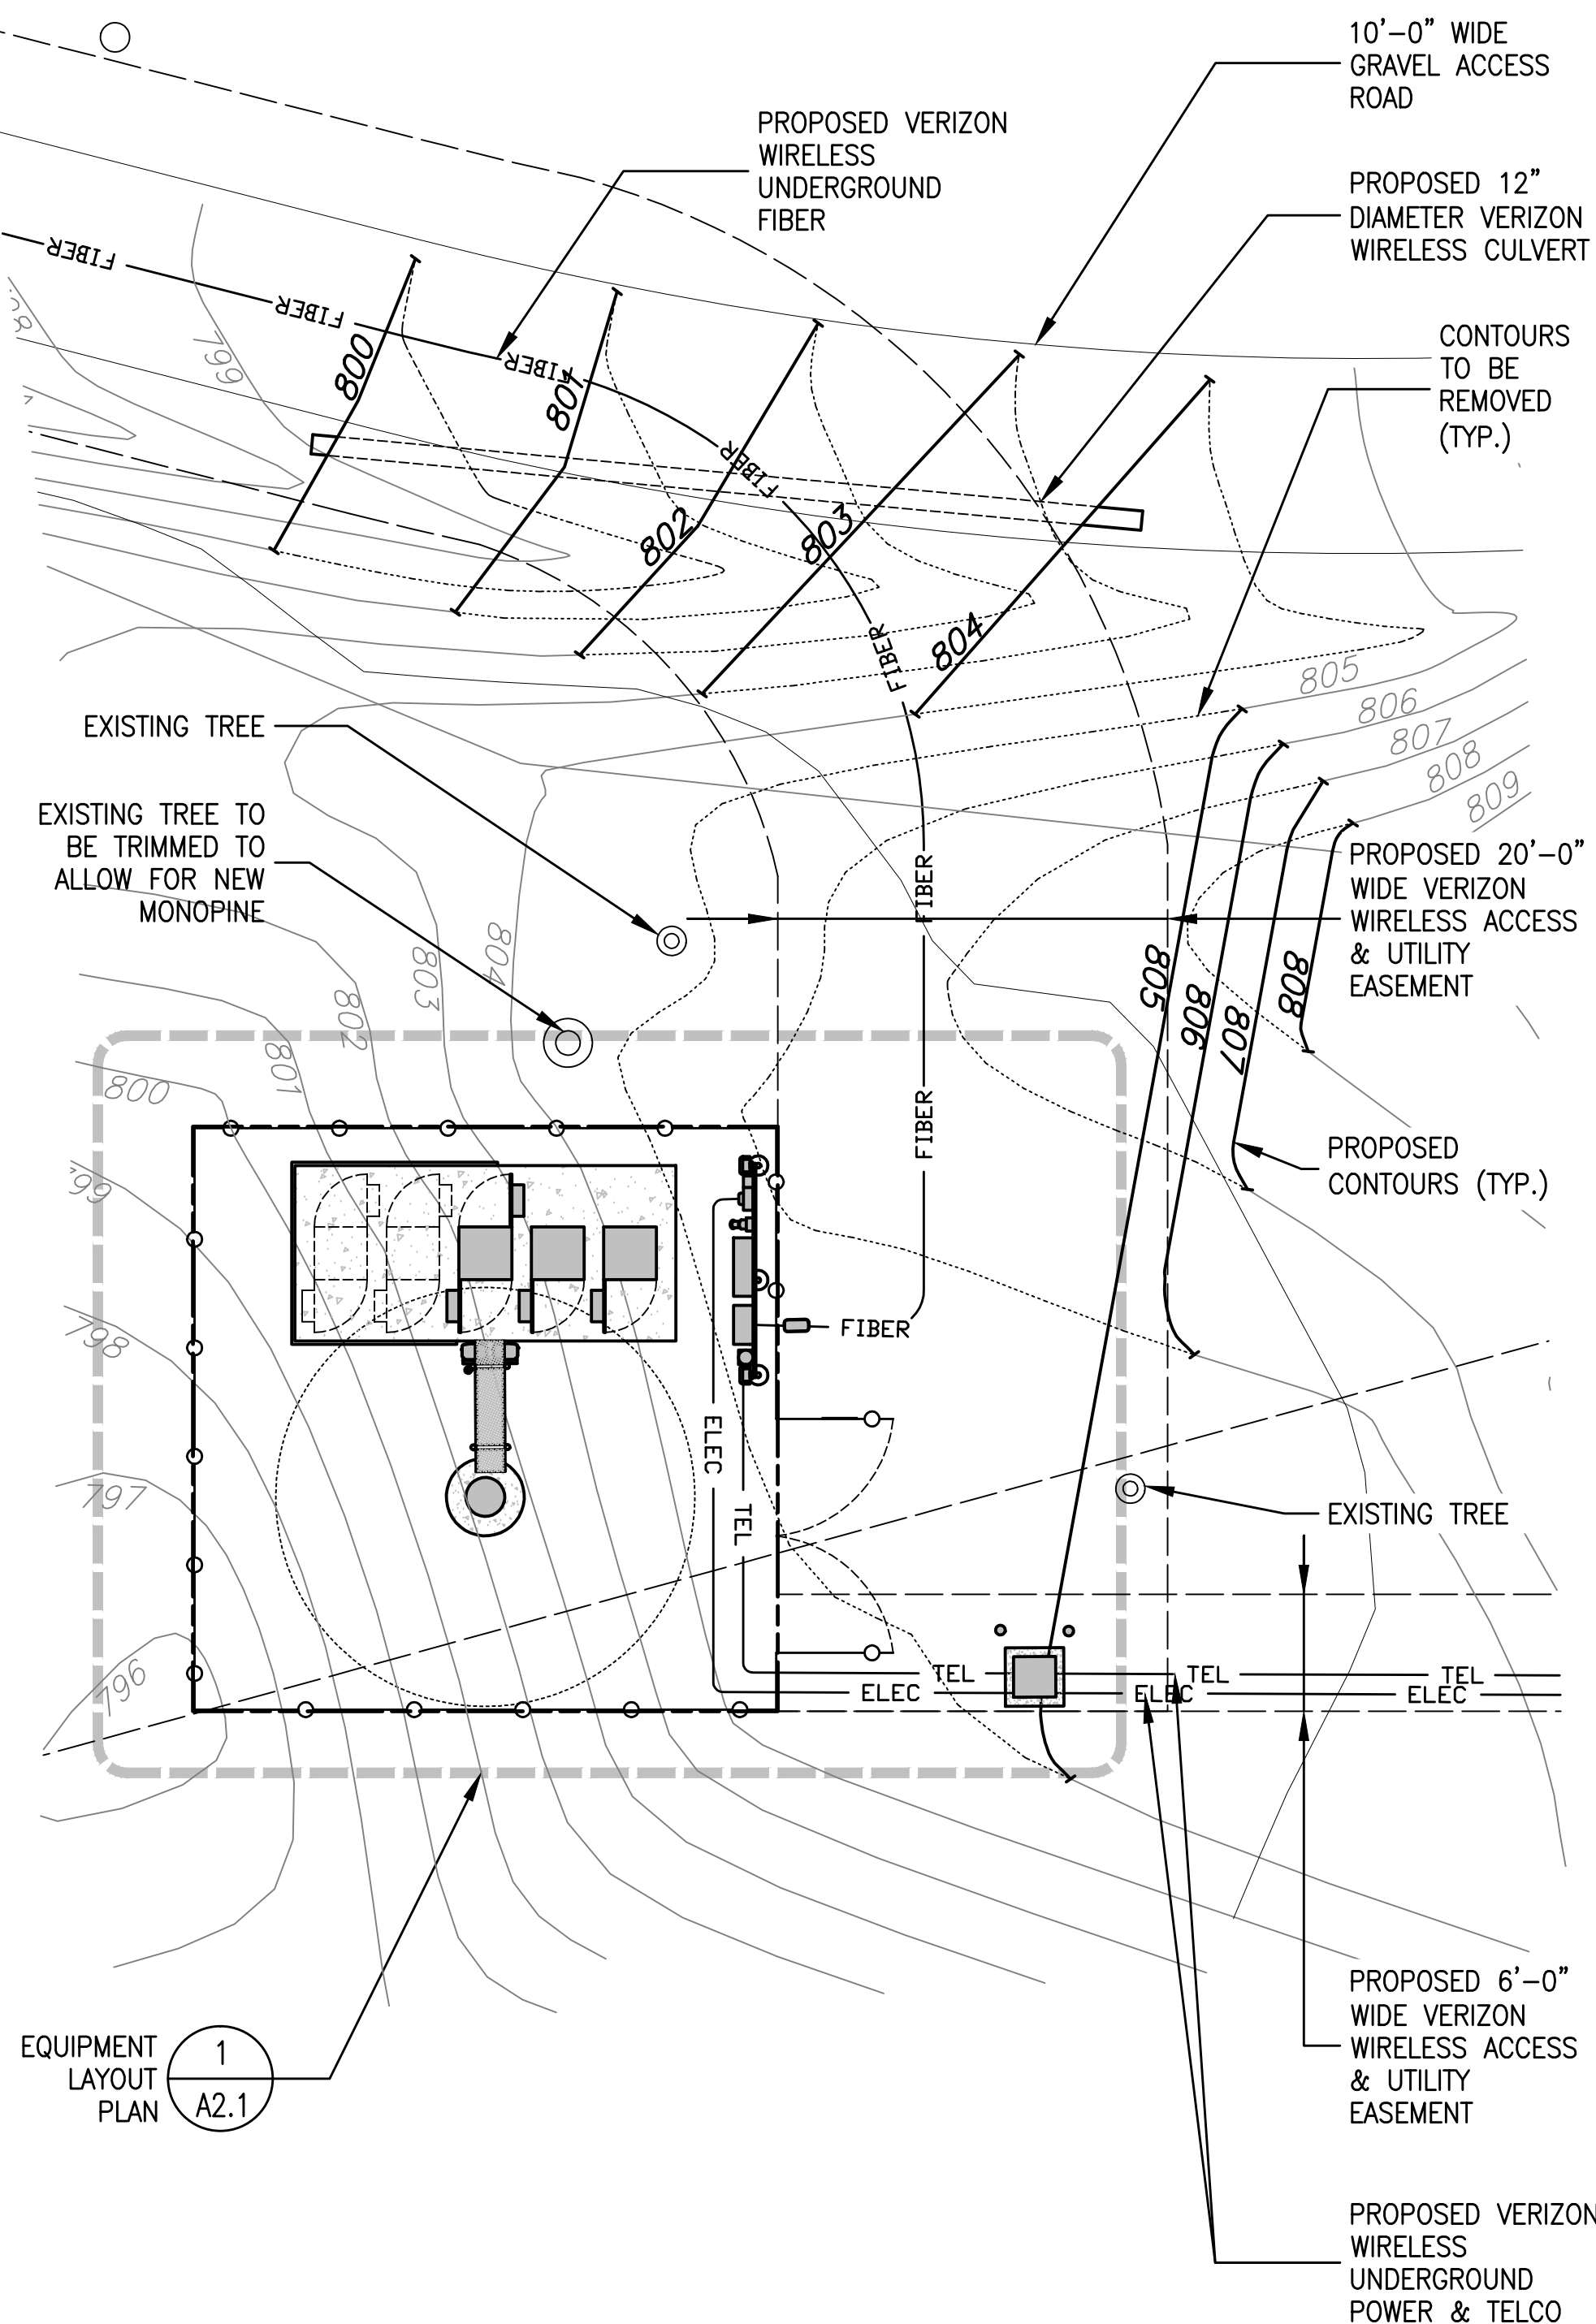 10'-0" WIDE
GRAVEL ACCESS
ROAD
PROPOSED VERIZON
WIRELESS
UNDERGROUND
FIBER
PROPOSED 12"
DIAMETER VERIZON
WIRELESS CULVERT
CONTOURS
TO BE
REMOVED
(TYP.)
FIBER
FIBER
FIBER
FIBER
FIBER
FIBER
FIBER
FIBER
799
800
801
802
803
804
805
806
807
808
809
EXISTING TREE
EXISTING TREE TO
BE TRIMMED TO
ALLOW FOR NEW
MONOPINE
PROPOSED 20'-0"
WIDE VERIZON
WIRELESS ACCESS
& UTILITY
EASEMENT
804
803
802
801
800
799
798
797
796
805
806
807
808
PROPOSED
CONTOURS (TYP.)
ELEC
TEL
EXISTING TREE
TEL
TEL
TEL
ELEC
ELEC
ELEC
EQUIPMENT
LAYOUT
PLAN
1
A2.1
PROPOSED 6'-0"
WIDE VERIZON
WIRELESS ACCESS
& UTILITY
EASEMENT
PROPOSED VERIZON
WIRELESS
UNDERGROUND
POWER & TELCO